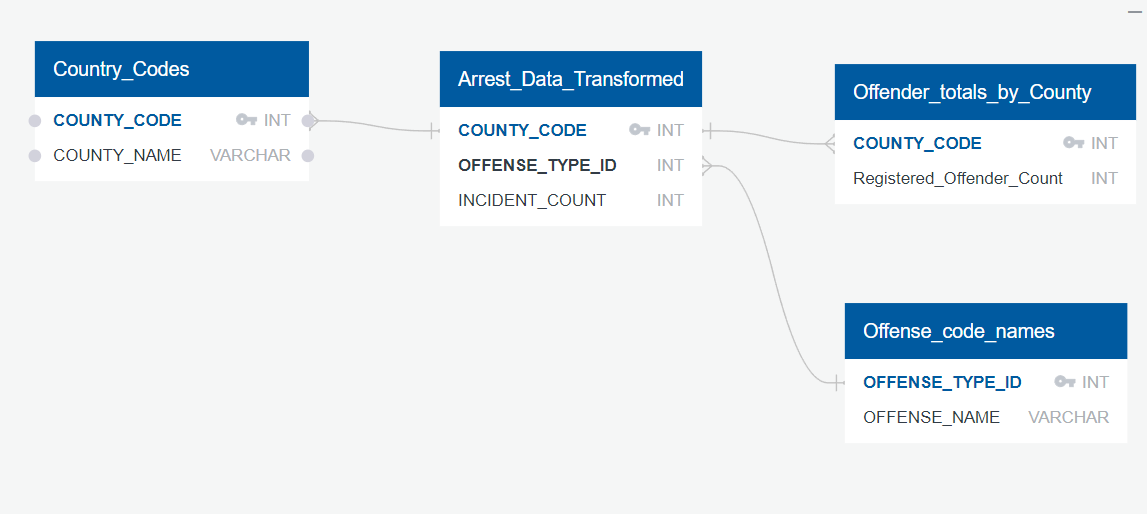 Country_Codes
COUNTY_CODE INT
COUNTY_NAME VARCHAR
Arrest_Data_Transformed
COUNTY_CODE INT
OFFENSE_TYPE_ID INT
INCIDENT_COUNT INT
Offender_totals_by_County
COUNTY_CODE INT
Registered_Offender_Count INT
Offense_code_names
OFFENSE_TYPE_ID INT
OFFENSE_NAME VARCHAR